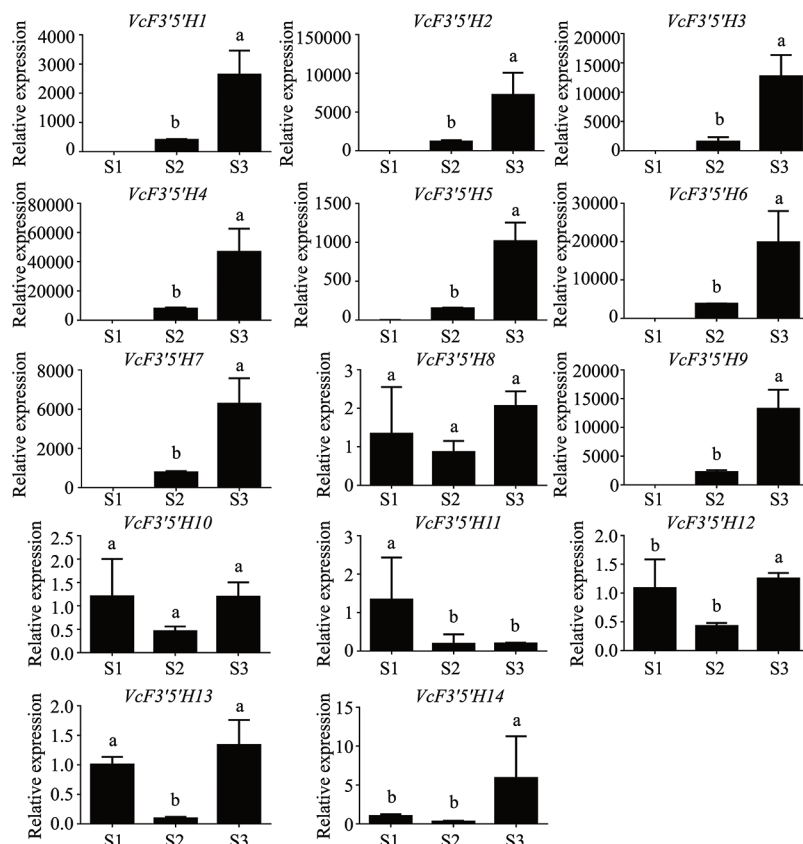 VcF3'5'H1
Relative expression
4000
3000
2000
1000
0
b
a
S1 S2 S3
VcF3'5'H2
Relative expression
15000
10000
5000
0
b
a
S1 S2 S3
VcF3'5'H3
Relative expression
20000
15000
10000
5000
0
b
a
S1 S2 S3
VcF3'5'H4
Relative expression
80000
60000
40000
20000
0
b
a
S1 S2 S3
VcF3'5'H5
Relative expression
1500
1000
500
0
b
a
S1 S2 S3
VcF3'5'H6
Relative expression
30000
20000
10000
0
b
a
S1 S2 S3
VcF3'5'H7
Relative expression
8000
6000
4000
2000
0
b
a
S1 S2 S3
VcF3'5'H8
Relative expression
3
2
1
0
a
a
a
S1 S2 S3
VcF3'5'H9
Relative expression
20000
15000
10000
5000
0
b
a
S1 S2 S3
VcF3'5'H10
Relative expression
2.5
2.0
1.5
1.0
0.5
0.0
a
a
a
S1 S2 S3
VcF3'5'H11
Relative expression
3
2
1
0
a
b
b
S1 S2 S3
VcF3'5'H12
Relative expression
2.0
1.5
1.0
0.5
0.0
b
b
a
S1 S2 S3
VcF3'5'H13
Relative expression
2.0
1.5
1.0
0.5
0.0
a
b
a
S1 S2 S3
VcF3'5'H14
Relative expression
15
10
5
0
b
b
a
S1 S2 S3